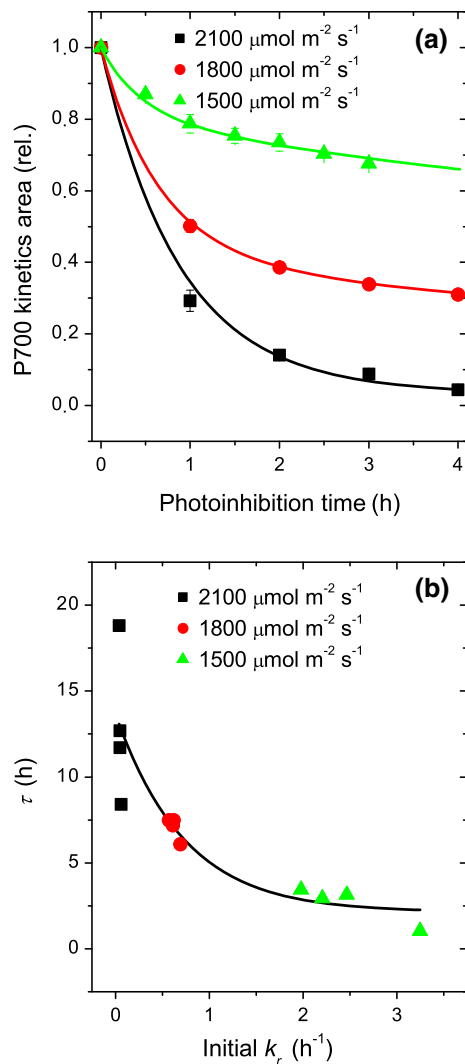 (a)
2100 μmol m⁻² s⁻¹
1800 μmol m⁻² s⁻¹
1500 μmol m⁻² s⁻¹
P700 kinetics area (rel.)
1.0
0.8
0.6
0.4
0.2
0.0
0 1 2 3 4
Photoinhibition time (h)
(b)
2100 μmol m⁻² s⁻¹
1800 μmol m⁻² s⁻¹
1500 μmol m⁻² s⁻¹
τ (h)
20
15
10
5
0
0 1 2 3
Initial kᵣ (h⁻¹)